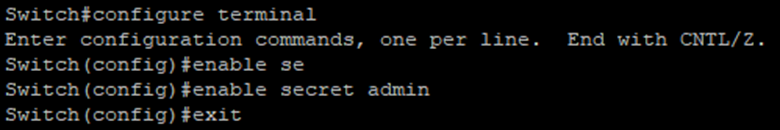 Switch#configure terminal
Enter configuration commands, one per line.  End with CNTL/Z.
Switch(config)#enable se
Switch(config)#enable secret admin
Switch(config)#exit